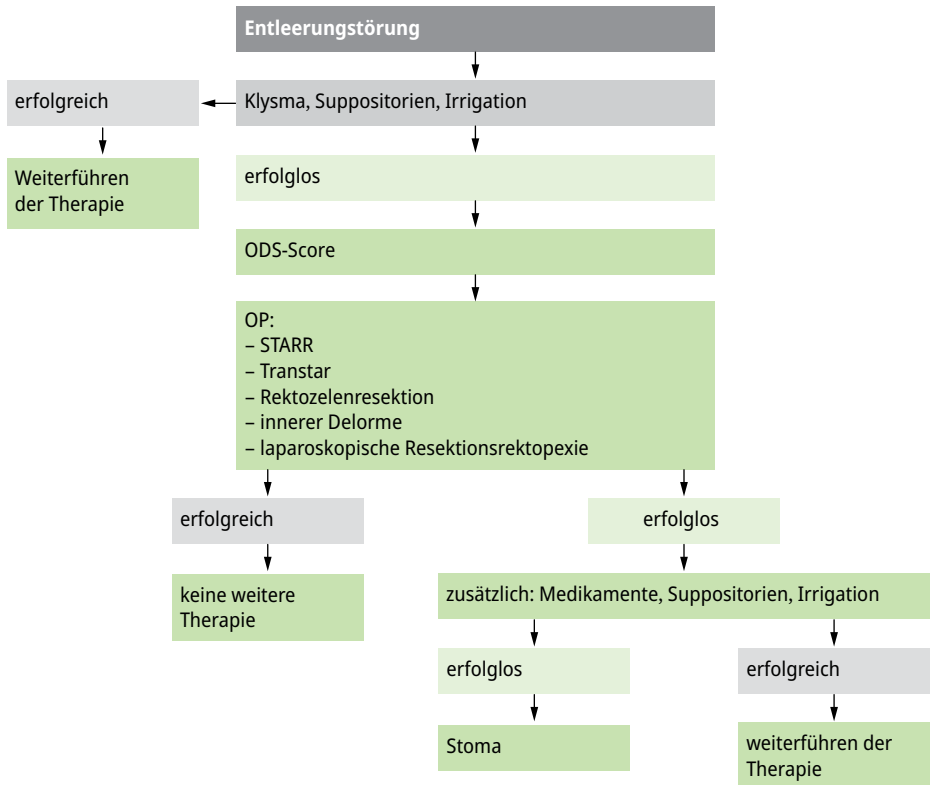 Entleerungstörung
erfolgreich
Klysma, Suppositorien, Irrigation
Weiterführen
der Therapie
erfolglos
ODS-Score
OP:
– STARR
– Transtar
– Rektozelenresektion
– innerer Delorme
– laparoskopische Resektionsrektopexie
erfolgreich
erfolglos
keine weitere
Therapie
zusätzlich: Medikamente, Suppositorien, Irrigation
erfolglos
erfolgreich
Stoma
weiterführen der
Therapie